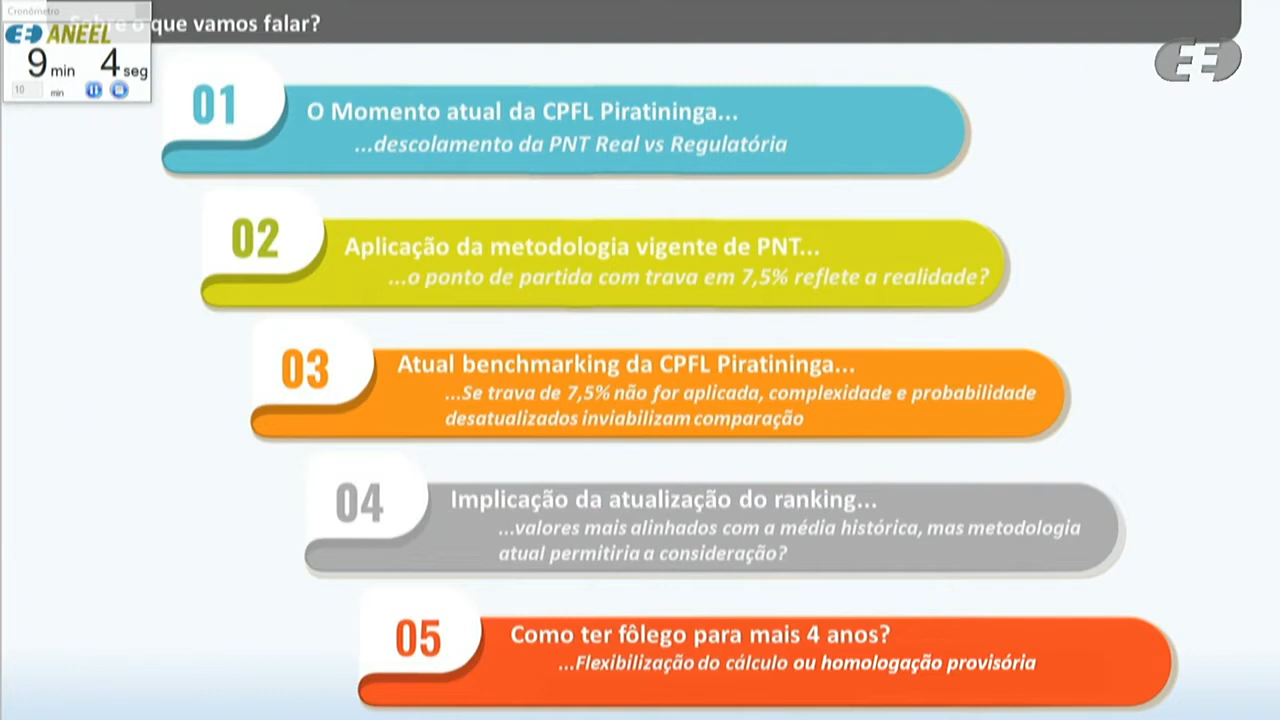 Cronômetro
ANEEL
9 min 4 seg
10 min
Sobre o que vamos falar?
01
O Momento atual da CPFL Piratininga...
...descolamento da PNT Real vs Regulatória
02
Aplicação da metodologia vigente de PNT...
...o ponto de partida com trava em 7,5% reflete a realidade?
03
Atual benchmarking da CPFL Piratininga...
...Se trava de 7,5% não for aplicada, complexidade e probabilidade
desatualizados inviabilizam comparação
04
Implicação da atualização do ranking...
...valores mais alinhados com a média histórica, mas metodologia
atual permitiria a consideração?
05
Como ter fôlego para mais 4 anos?
...Flexibilização do cálculo ou homologação provisória